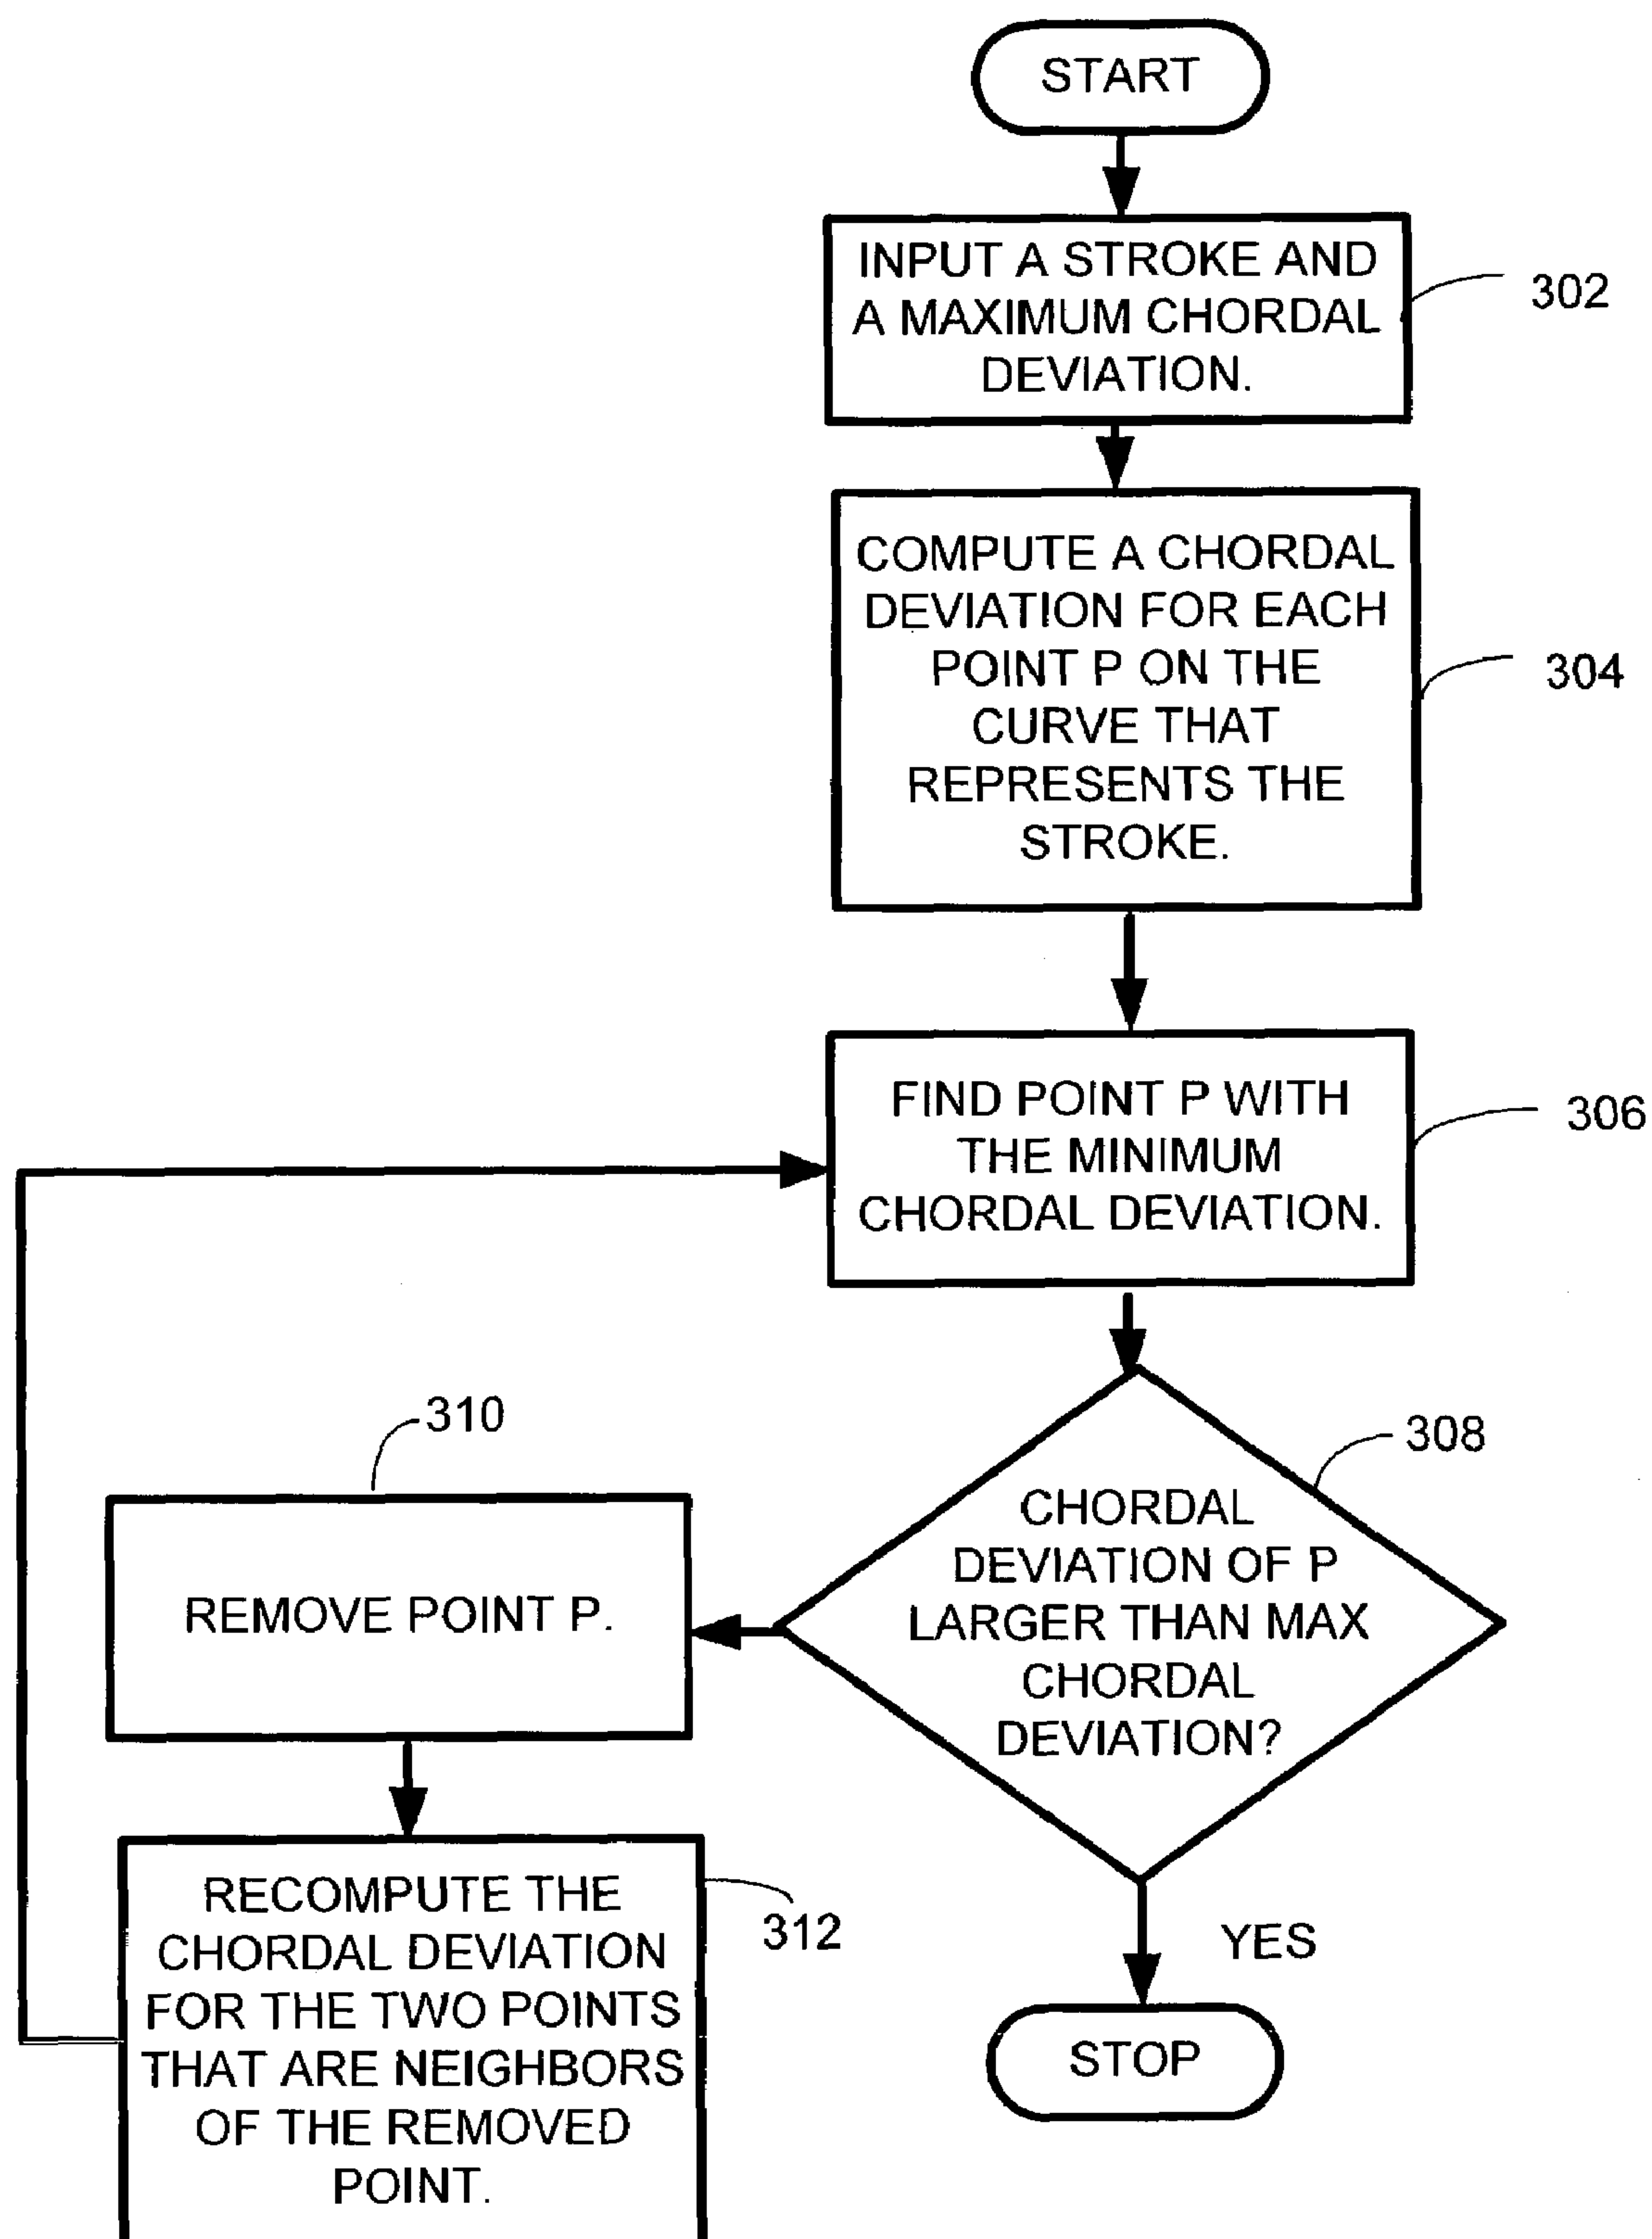 START
INPUT A STROKE AND
A MAXIMUM CHORDAL
DEVIATION.
302
COMPUTE A CHORDAL
DEVIATION FOR EACH
POINT P ON THE
CURVE THAT
REPRESENTS THE
STROKE.
304
FIND POINT P WITH
THE MINIMUM
CHORDAL DEVIATION.
306
308
CHORDAL
DEVIATION OF P
LARGER THAN MAX
CHORDAL
DEVIATION?
310
REMOVE POINT P.
RECOMPUTE THE
CHORDAL DEVIATION
FOR THE TWO POINTS
THAT ARE NEIGHBORS
OF THE REMOVED
POINT.
312
YES
STOP